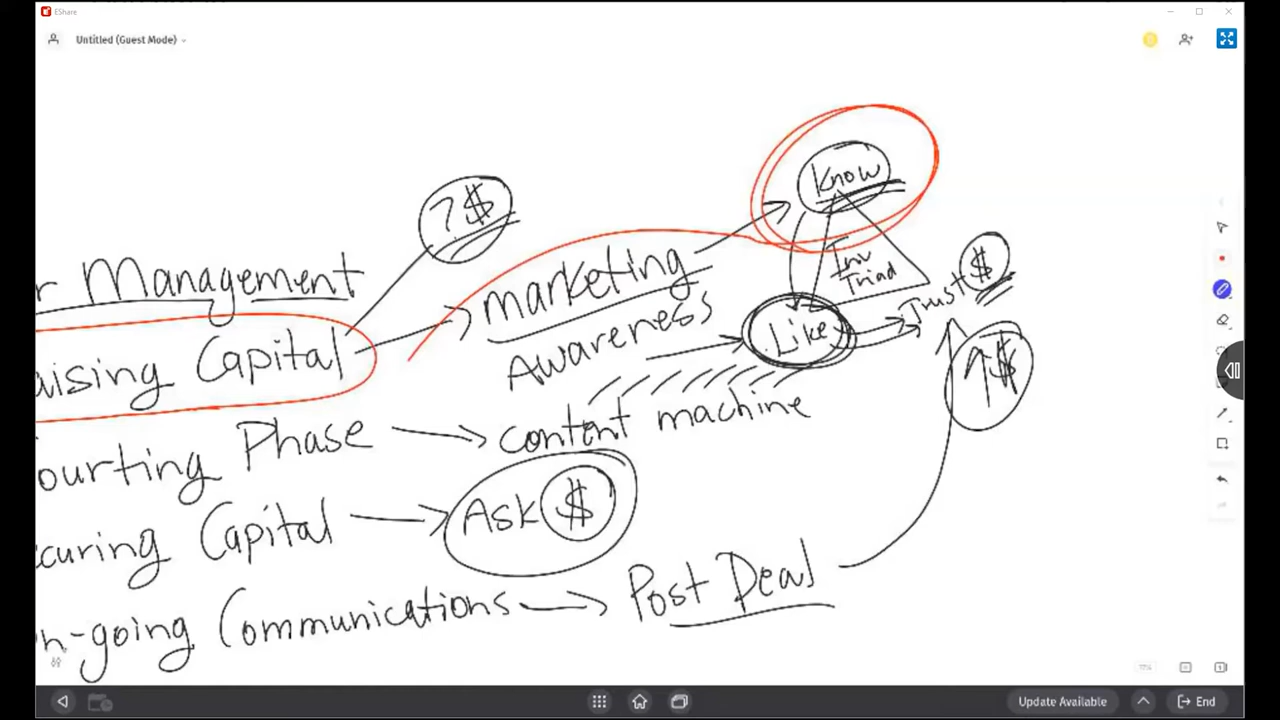 EShare
Untitled (Guest Mode)
Know
?$
Inv
Triad
r Management
marketing
Trust $
Awareness
Like
aising Capital
↑$
ourting Phase → content machine
Ask $
curing Capital
n-going Communications → Post Deal
Update Available
End